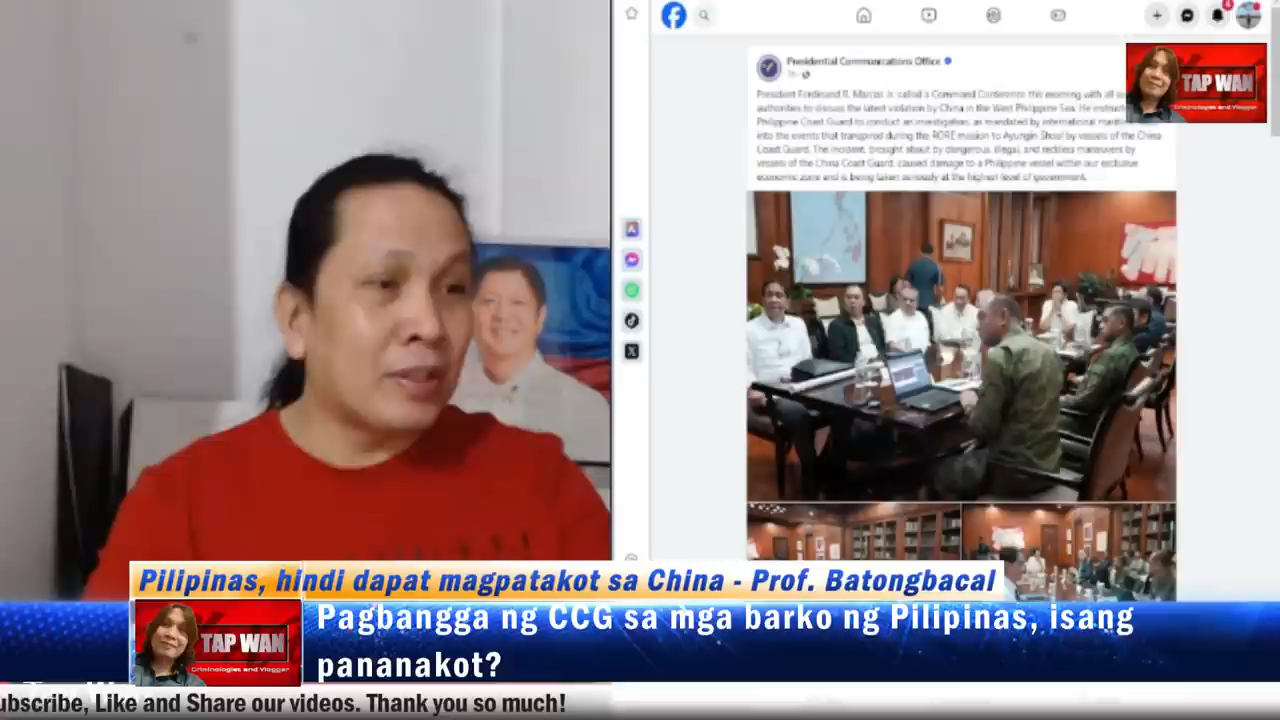 Presidential Communications Office
President Ferdinand R. Marcos Jr. called a Command Conference this morning with all
authorities to discuss the latest violation by China in the West Philippine Sea. He
Philippine Coast Guard to conduct an investigation, as mandated by international
into the events that transpired during the RORE mission to Ayungin Shoal by vessels of the China
Coast Guard. The incident, brought about by dangerous, illegal, and reckless maneuvers by
vessels of the China Coast Guard, caused damage to a Philippine vessel within our exclusive
economic zone and is being taken seriously at the highest level of government.
TAP WAN
Criminologist and Vlogger
Pilipinas, hindi dapat magpatakot sa China - Prof. Batongbacal
Pagbangga ng CCG sa mga barko ng Pilipinas, isang
pananakot?
TAP WAN
Criminologist and Vlogger
ubscribe, Like and Share our videos. Thank you so much!